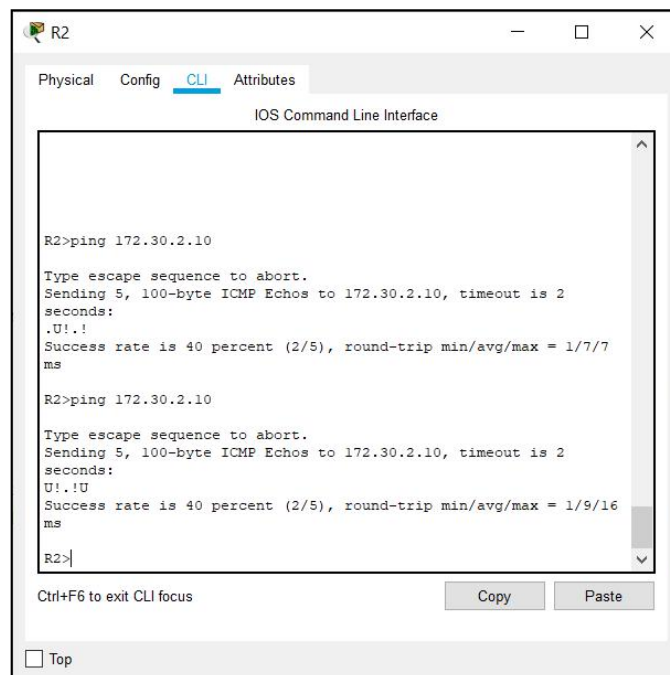 R2
Physical Config CLI Attributes
IOS Command Line Interface
R2>ping 172.30.2.10
Type escape sequence to abort.
Sending 5, 100-byte ICMP Echos to 172.30.2.10, timeout is 2
seconds:
.U!.!
Success rate is 40 percent (2/5), round-trip min/avg/max = 1/7/7
ms
R2>ping 172.30.2.10
Type escape sequence to abort.
Sending 5, 100-byte ICMP Echos to 172.30.2.10, timeout is 2
seconds:
U!.!U
Success rate is 40 percent (2/5), round-trip min/avg/max = 1/9/16
ms
R2>
Ctrl+F6 to exit CLI focus
Copy
Paste
Top